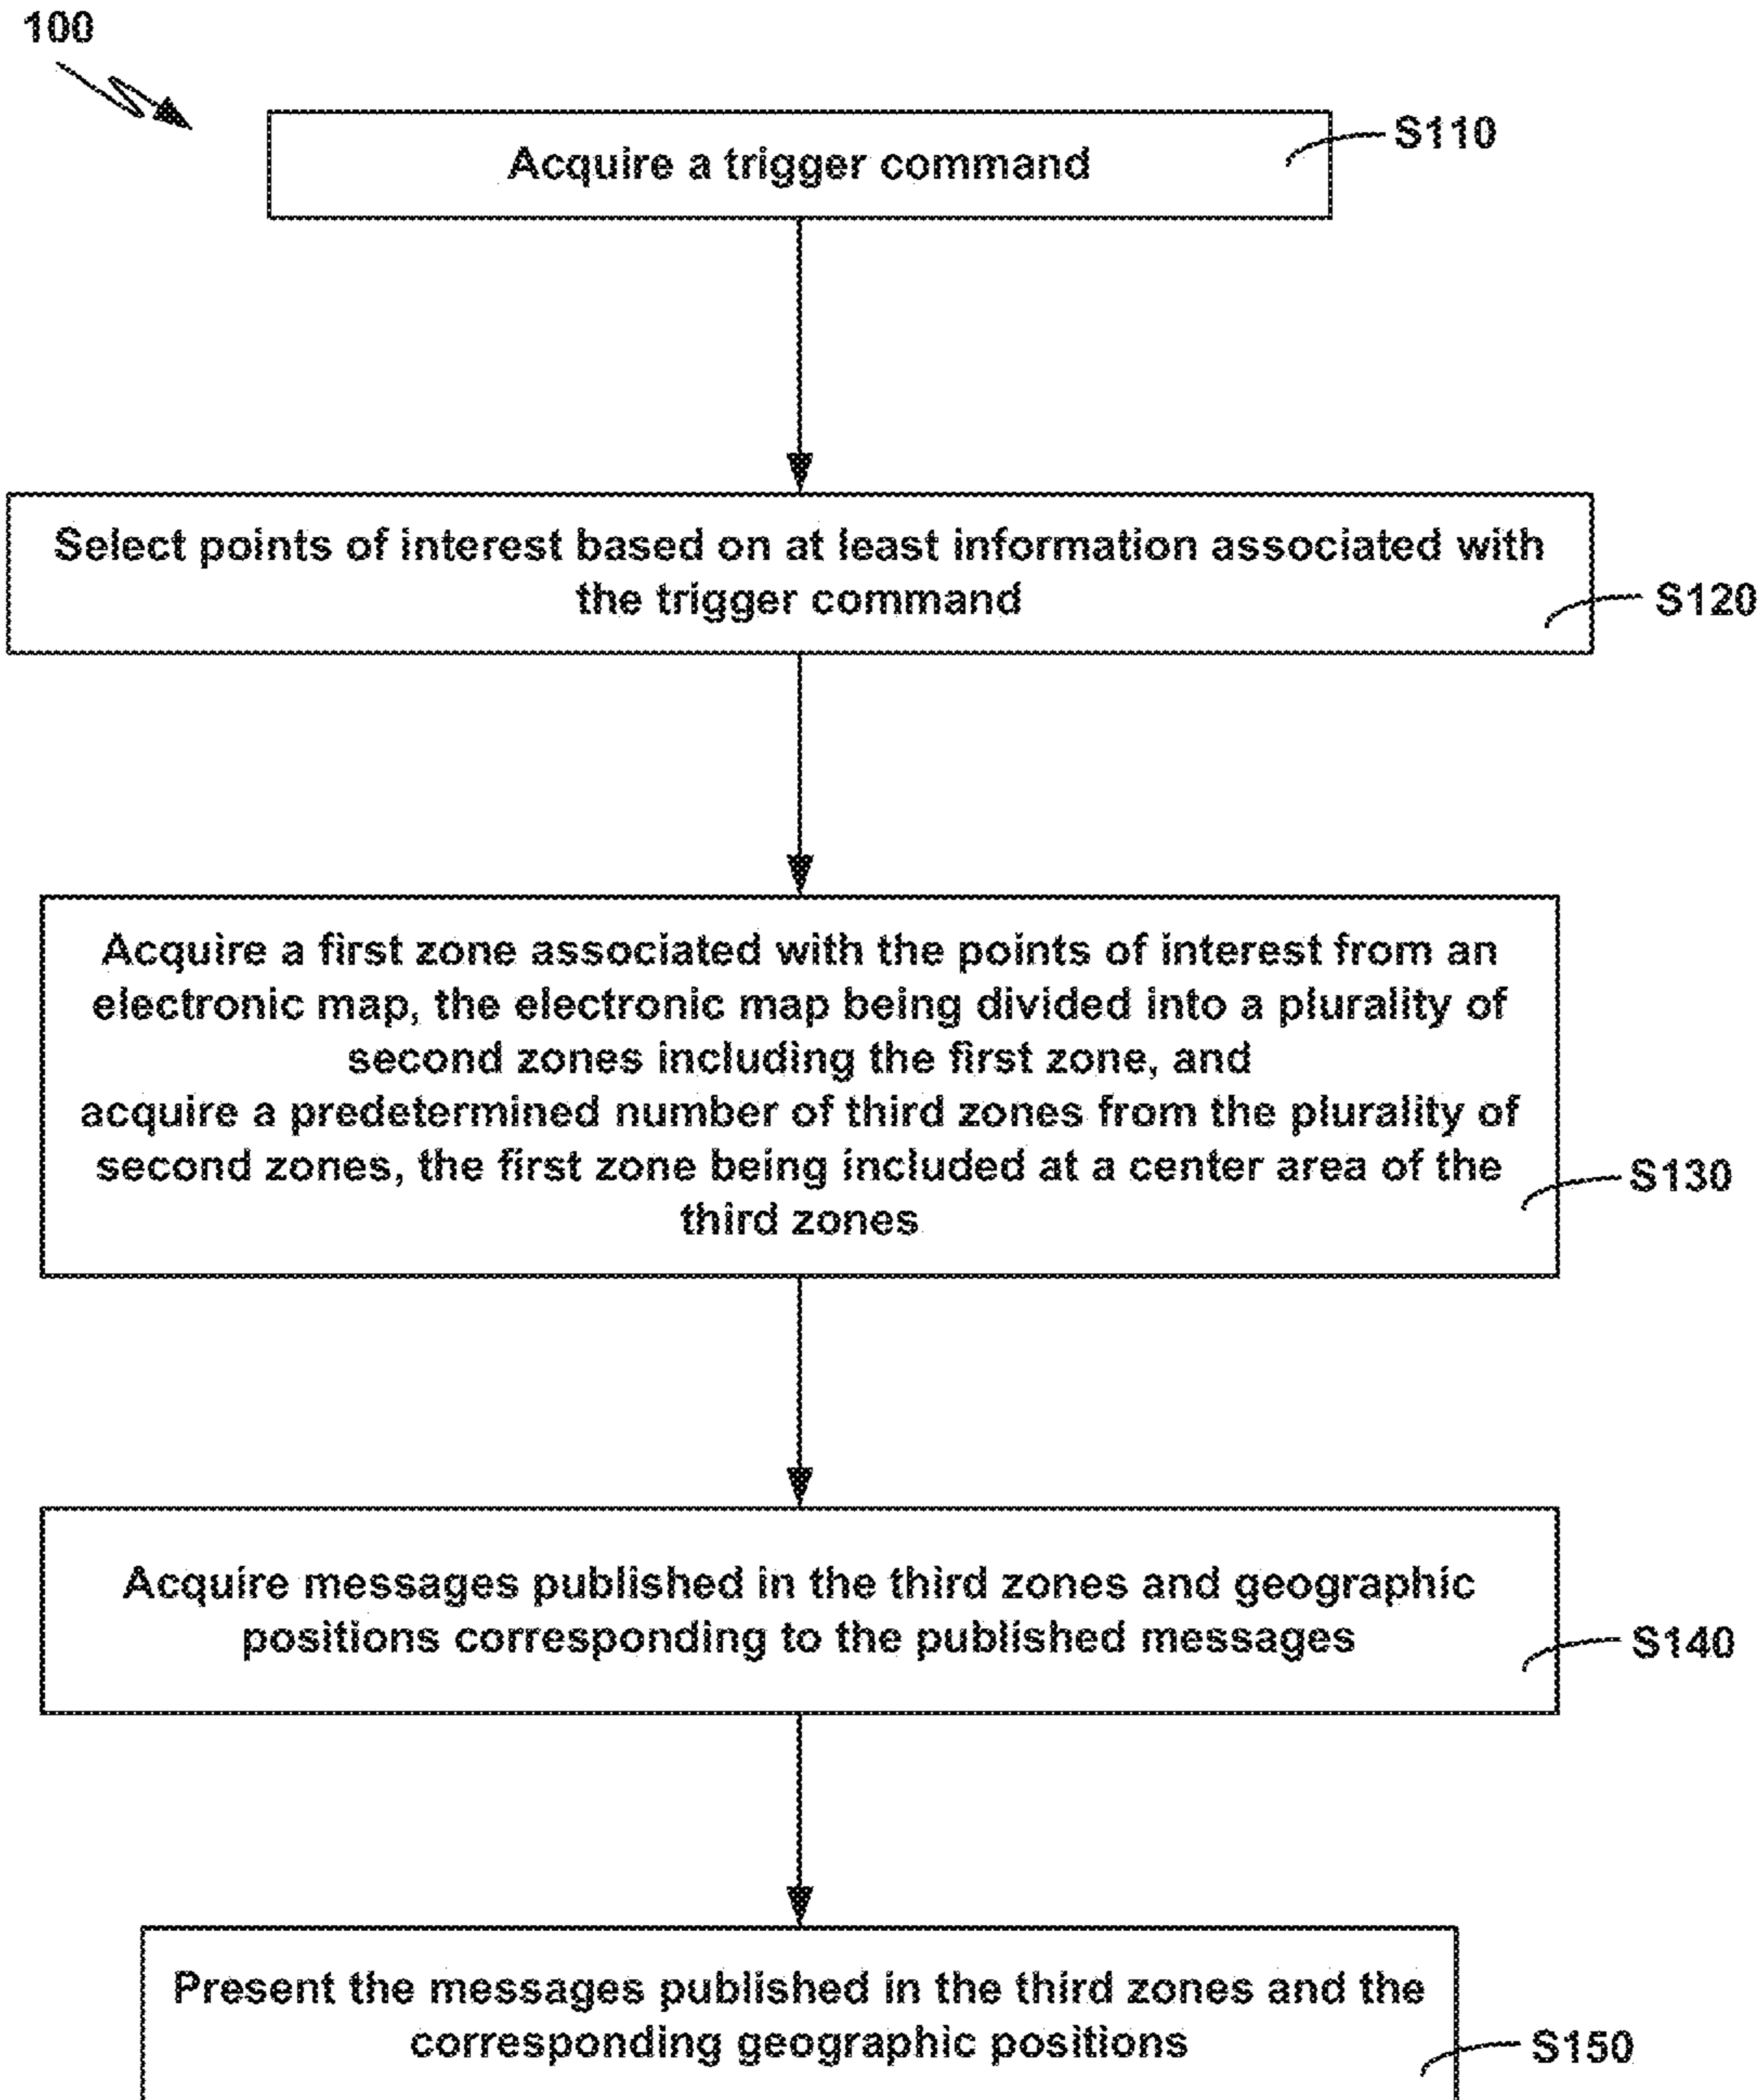 100
Acquire a trigger command
S110
Select points of interest based on at least information associated with
the trigger command
S120
Acquire a first zone associated with the points of interest from an
electronic map, the electronic map being divided into a plurality of
second zones including the first zone, and
acquire a predetermined number of third zones from the plurality of
second zones, the first zone being included at a center area of the
third zones
S130
Acquire messages published in the third zones and geographic
positions corresponding to the published messages
S140
Present the messages published in the third zones and the
corresponding geographic positions
S150